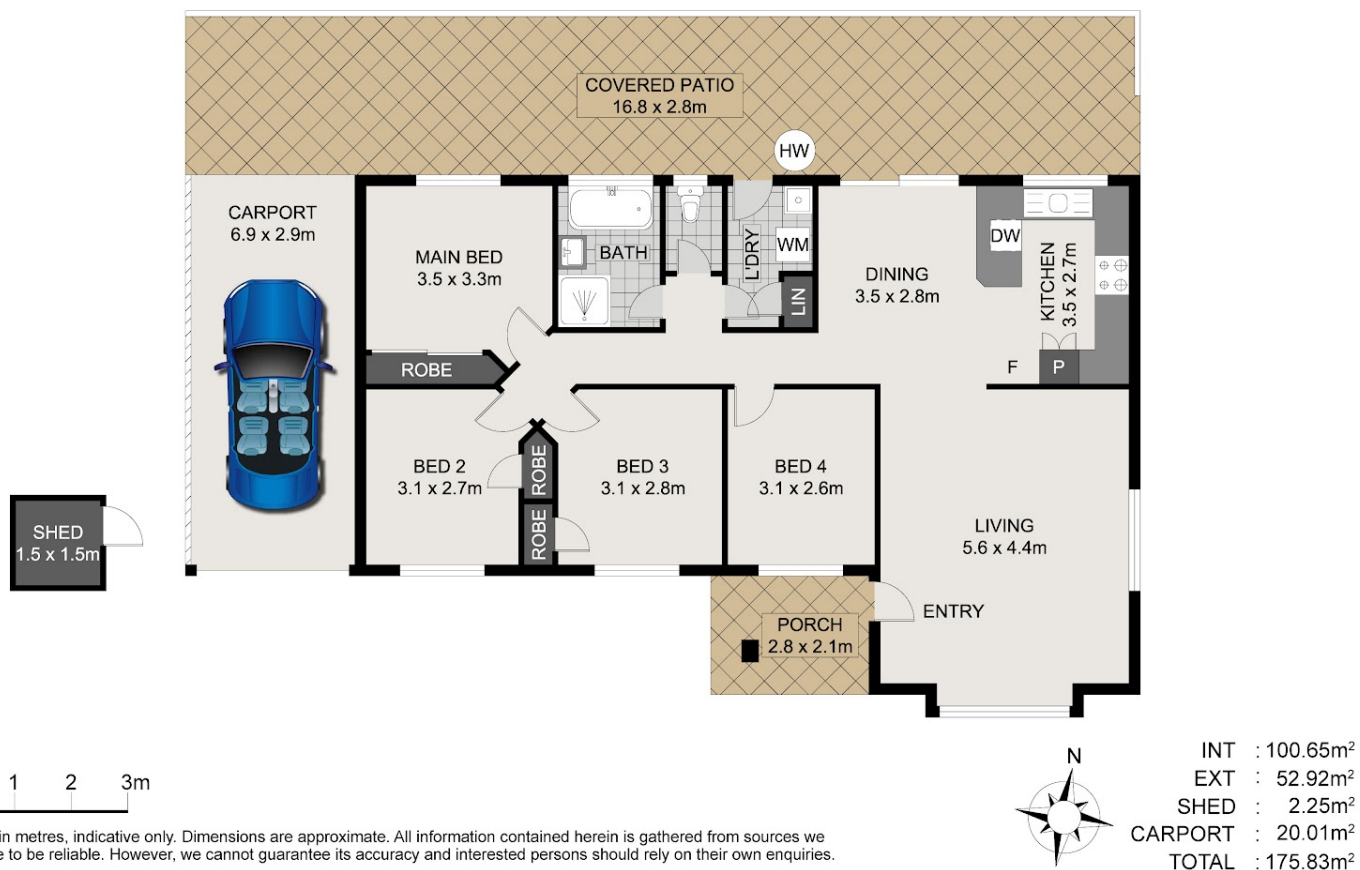 COVERED PATIO
16.8 x 2.8m
HW
CARPORT
6.9 x 2.9m
MAIN BED
3.5 x 3.3m
BATH
L'DRY
WM
LIN
DINING
3.5 x 2.8m
DW
KITCHEN
3.5 x 2.7m
F
P
ROBE
BED 2
3.1 x 2.7m
ROBE
ROBE
BED 3
3.1 x 2.8m
BED 4
3.1 x 2.6m
LIVING
5.6 x 4.4m
SHED
1.5 x 1.5m
ENTRY
PORCH
2.8 x 2.1m
1 2 3m
N
INT : 100.65m²
EXT : 52.92m²
SHED : 2.25m²
CARPORT : 20.01m²
TOTAL : 175.83m²
in metres, indicative only. Dimensions are approximate. All information contained herein is gathered from sources we
to be reliable. However, we cannot guarantee its accuracy and interested persons should rely on their own enquiries.